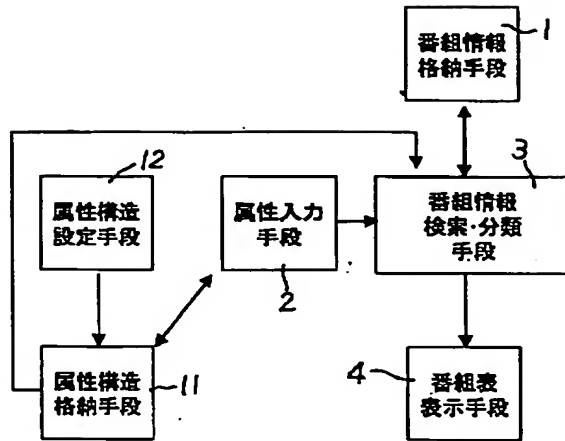 1
番組情報
格納手段
12
3
属性構造
設定手段
属性入力
手段
番組情報
検索・分類
手段
2
属性構造
格納手段
11
4
番組表
表示手段